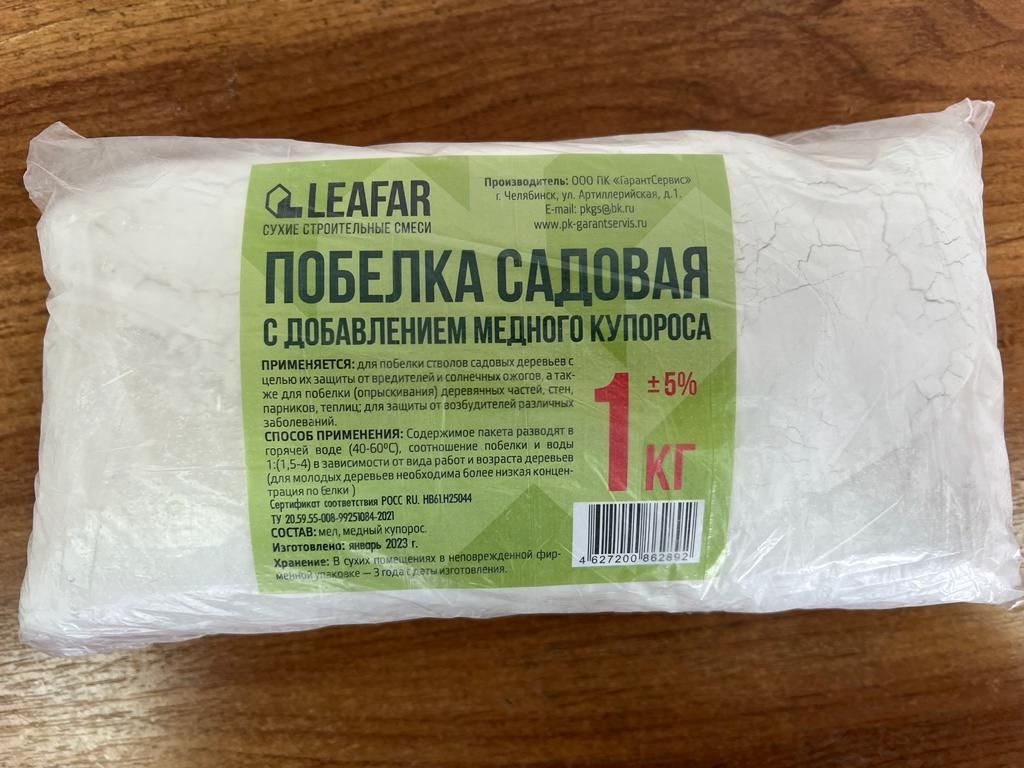 LEAFAR
СУХИЕ СТРОИТЕЛЬНЫЕ СМЕСИ
Производитель: ООО ПК «ГарантСервис»
г. Челябинск, ул. Артиллерийская, д.1.
E-mail: pkgs@bk.ru
www.pk-garantservis.ru
ПОБЕЛКА САДОВАЯ
С ДОБАВЛЕНИЕМ МЕДНОГО КУПОРОСА
ПРИМЕНЯЕТСЯ: для побелки стволов садовых деревьев с
целью их защиты от вредителей и солнечных ожогов, а так-
же для побелки (опрыскивания) деревянных частей, стен,
парников, теплиц; для защиты от возбудителей различных
заболеваний.
СПОСОБ ПРИМЕНЕНИЯ: Содержимое пакета разводят в
горячей воде (40-60ºС), соотношение побелки и воды
1:(1,5-4) в зависимости от вида работ и возраста деревьев
(для молодых деревьев необходима более низкая концен-
трация побелки )
Сертификат соответствия РОСС RU. НВ61.Н25044
ТУ 20.59.55-008-99251084-2021
СОСТАВ: мел, медный купорос.
Изготовлено: январь 2023 г.
Хранение: В сухих помещениях в неповрежденной фир-
менной упаковке — 3 года с даты изготовления.
1 кг
± 5%
4 627200 862892